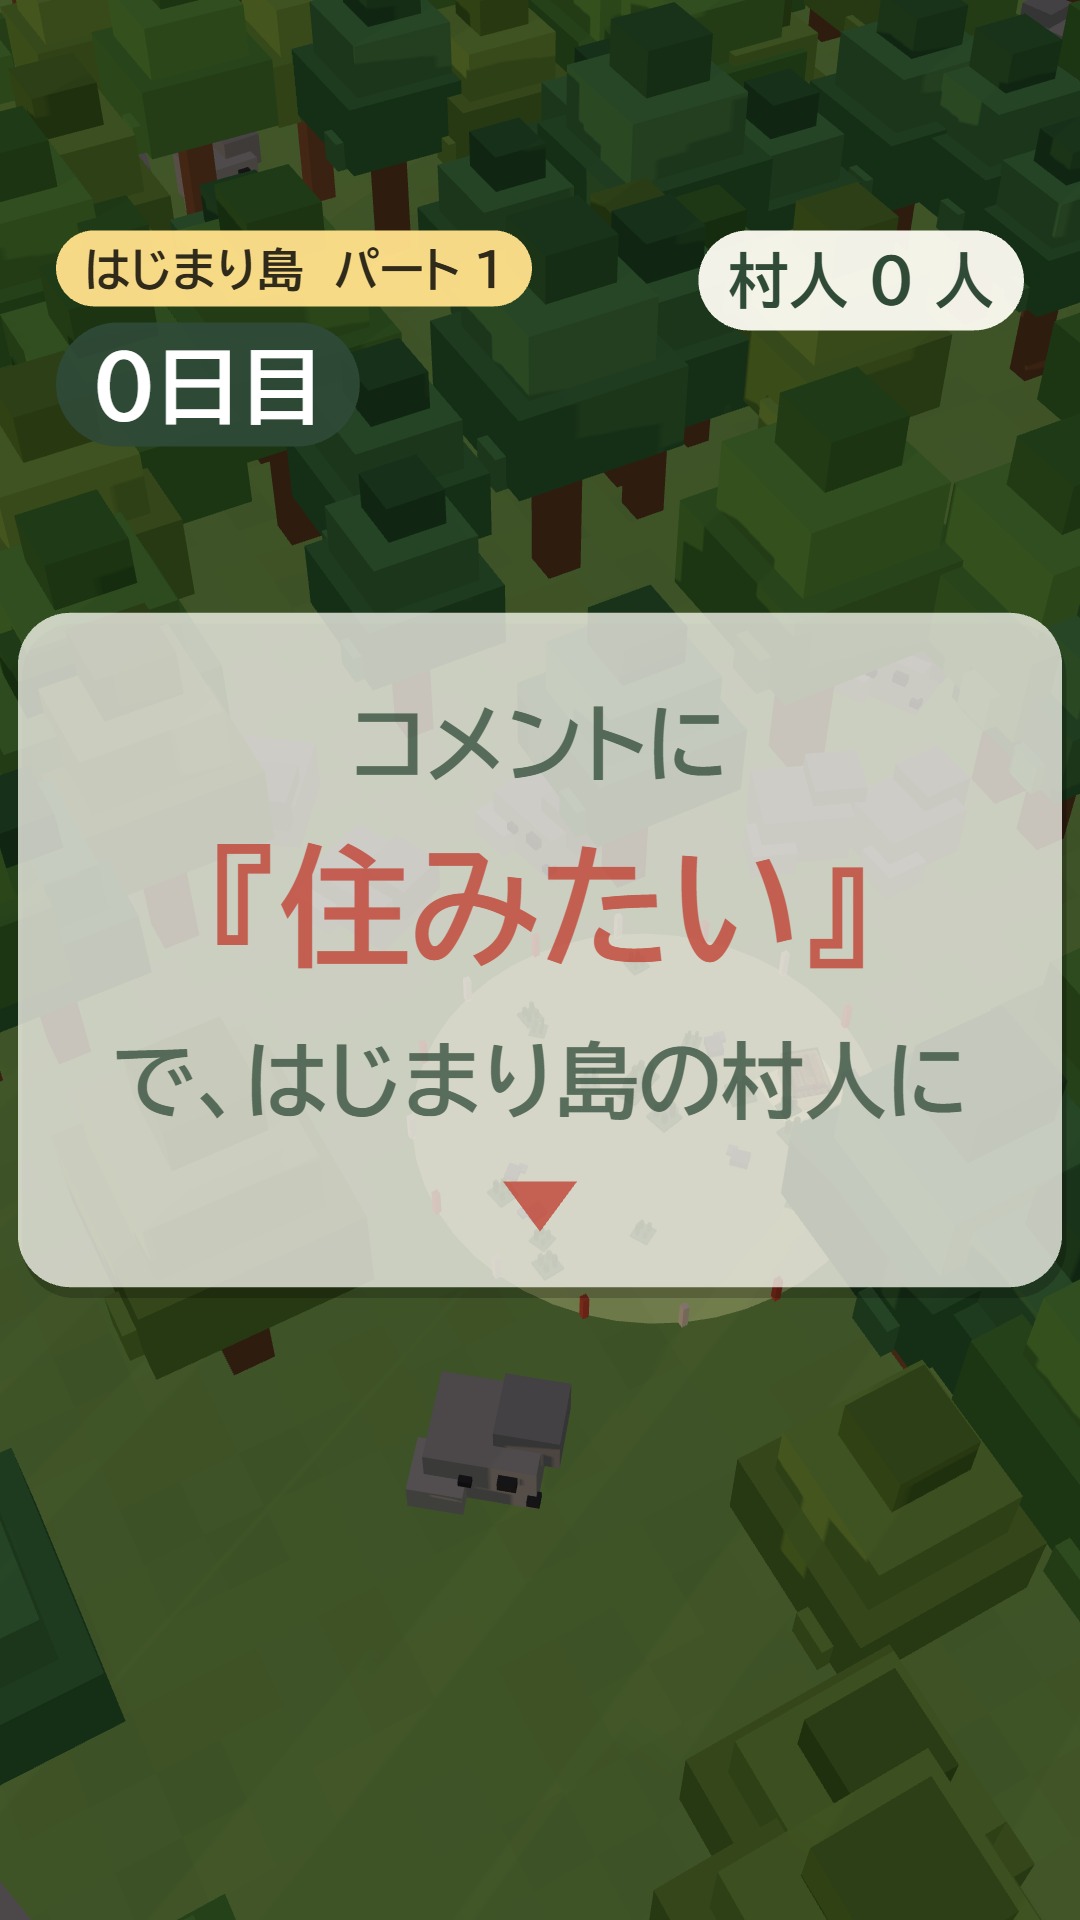 はじまり島 パート 1
村人 0 人
0日目
コメントに
『住みたい』
で、はじまり島の村人に